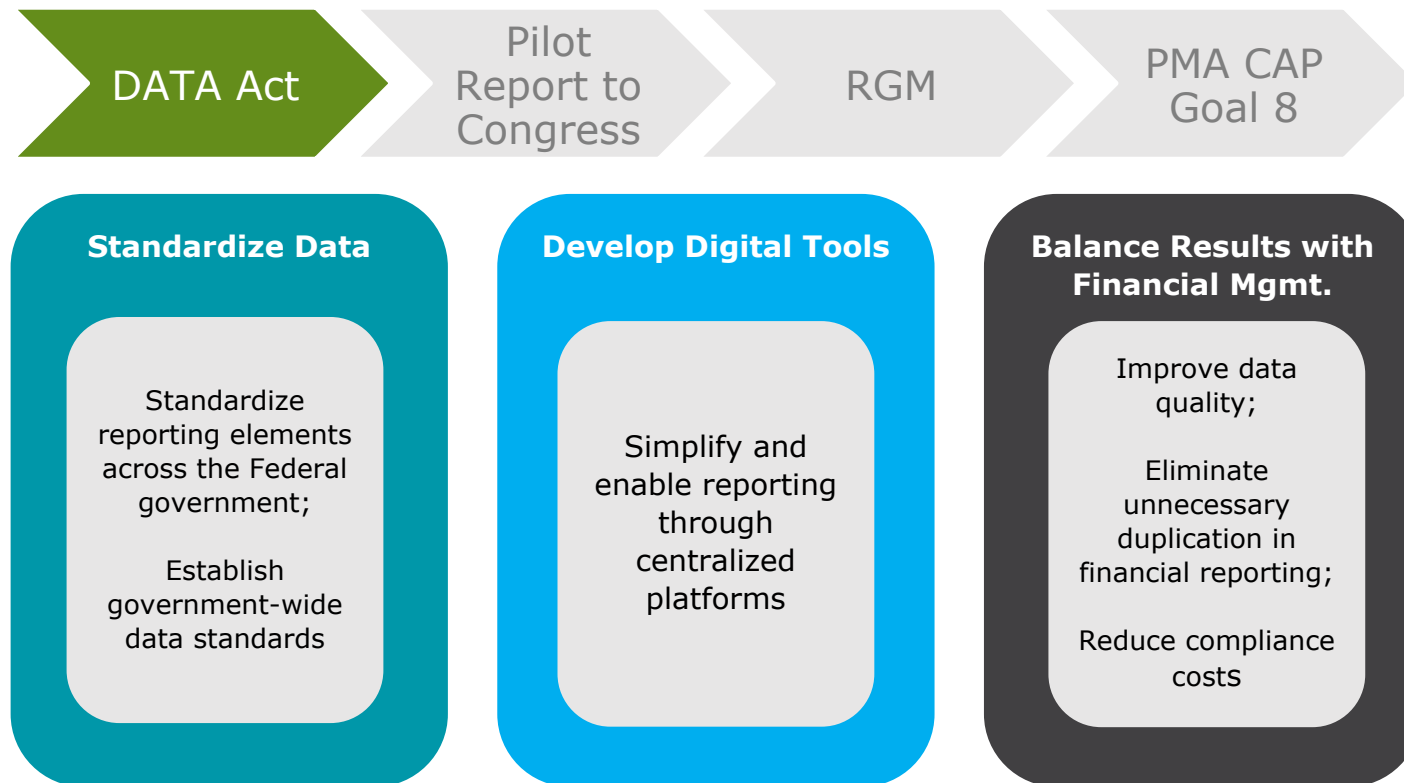 DATA Act
Pilot
Report to
Congress
RGM
PMA CAP
Goal 8
Standardize Data
Standardize
reporting elements
across the Federal
government;
Establish
government-wide
data standards
Develop Digital Tools
Simplify and
enable reporting
through
centralized
platforms
Balance Results with
Financial Mgmt.
Improve data
quality;
Eliminate
unnecessary
duplication in
financial reporting;
Reduce compliance
costs